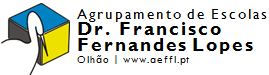 Agrupamento de Escolas
Dr. Francisco
Fernandes Lopes
Olhão | www.aeffl.pt